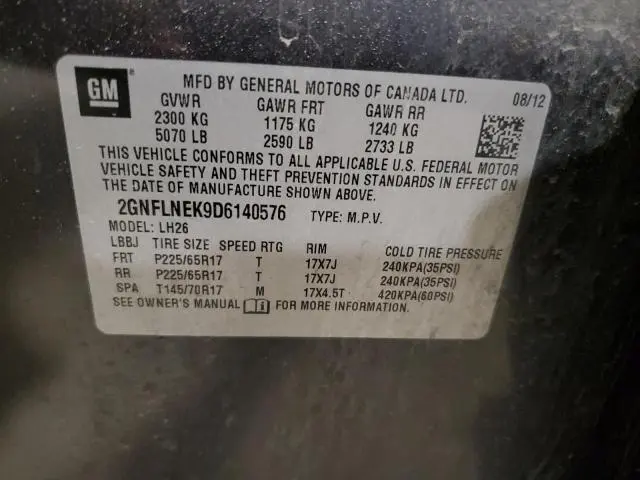 GM
MFD BY GENERAL MOTORS OF CANADA LTD. 08/12
GVWR GAWR FRT GAWR RR
2300 KG 1175 KG 1240 KG
5070 LB 2590 LB 2733 LB
THIS VEHICLE CONFORMS TO ALL APPLICABLE U.S. FEDERAL MOTOR
VEHICLE SAFETY AND THEFT PREVENTION STANDARDS IN EFFECT ON
THE DATE OF MANUFACTURE SHOWN ABOVE.
2GNFLNEK9D6140576 TYPE: M.P.V.
MODEL: LH26
LBBJ TIRE SIZE SPEED RTG RIM COLD TIRE PRESSURE
FRT P225/65R17 T 17X7J 240KPA(35PSI)
RR P225/65R17 T 17X7J 240KPA(35PSI)
SPA T145/70R17 M 17X4.5T 420KPA(60PSI)
SEE OWNER'S MANUAL FOR MORE INFORMATION.